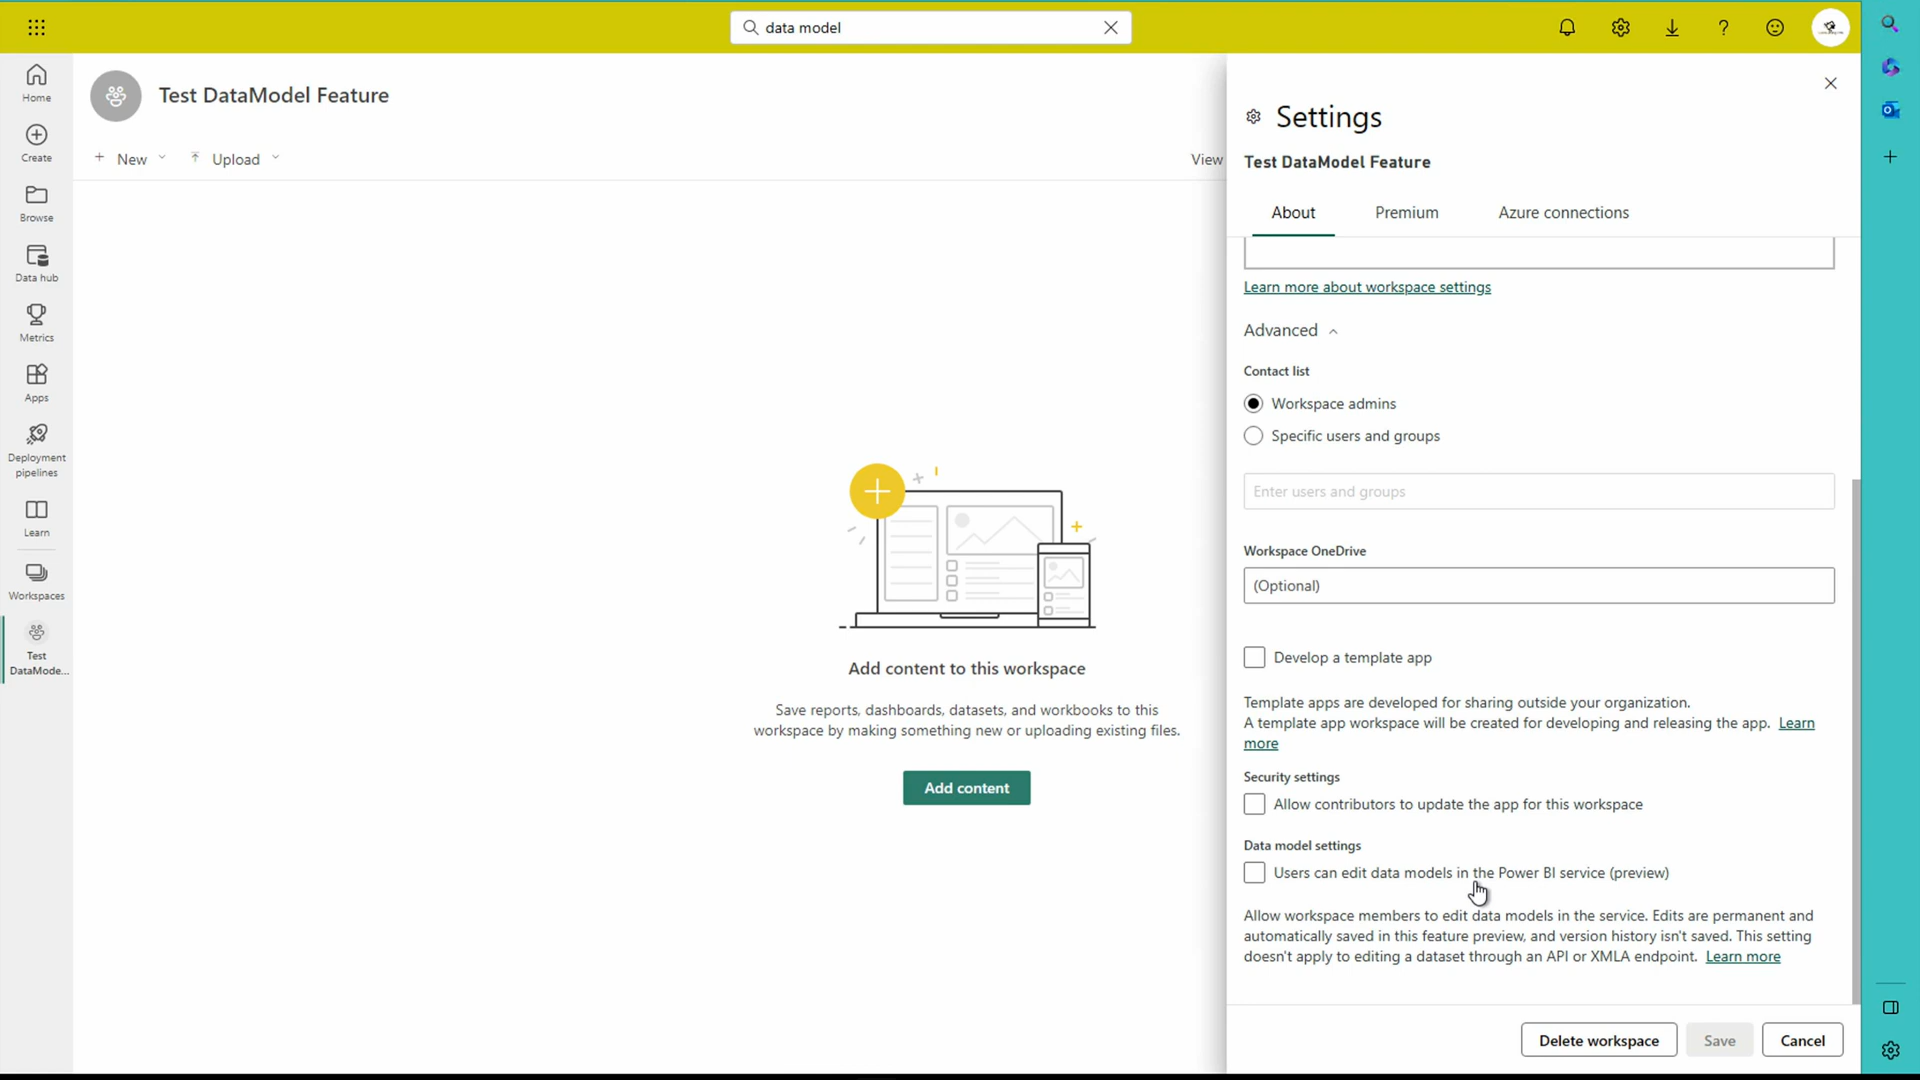 data model
Home
Create
Browse
Data hub
Metrics
Apps
Deployment
pipelines
Learn
Workspaces
Test
DataMode...
Test DataModel Feature
New
Upload
View
Add content to this workspace
Save reports, dashboards, datasets, and workbooks to this
workspace by making something new or uploading existing files.
Add content
Settings
Test DataModel Feature
About
Premium
Azure connections
Learn more about workspace settings
Advanced
Contact list
Workspace admins
Specific users and groups
Enter users and groups
Workspace OneDrive
(Optional)
Develop a template app
Template apps are developed for sharing outside your organization.
A template app workspace will be created for developing and releasing the app. Learn
more
Security settings
Allow contributors to update the app for this workspace
Data model settings
Users can edit data models in the Power BI service (preview)
Allow workspace members to edit data models in the service. Edits are permanent and
automatically saved in this feature preview, and version history isn't saved. This setting
doesn't apply to editing a dataset through an API or XMLA endpoint. Learn more
Delete workspace
Save
Cancel